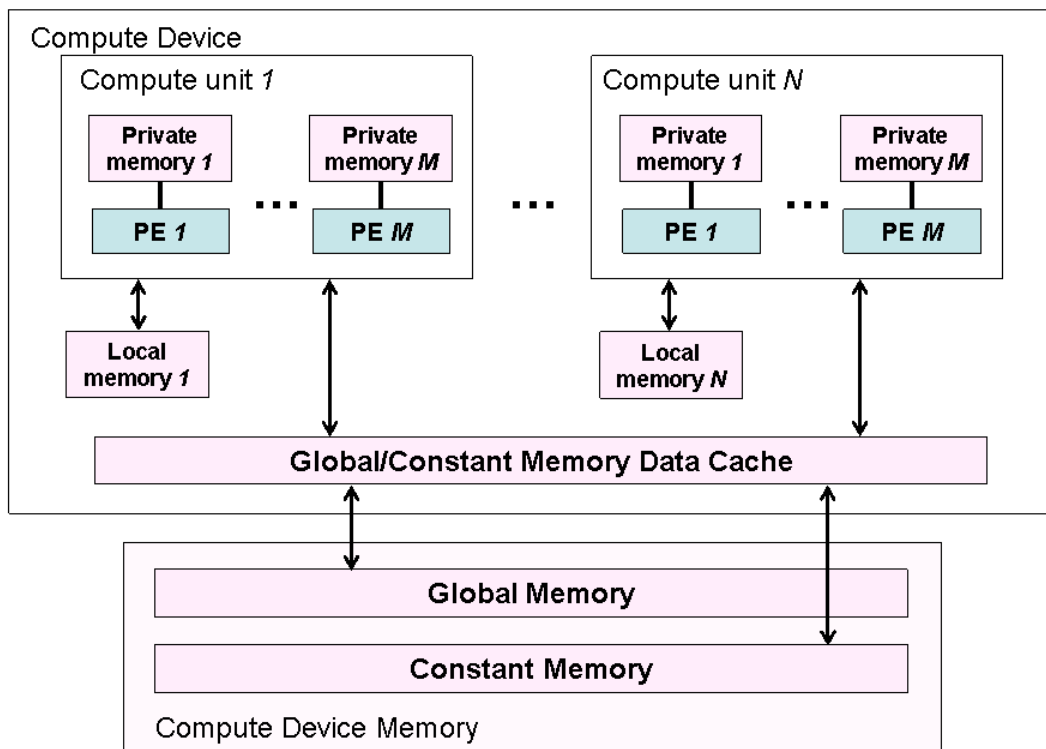 Compute Device
Compute unit 1
Compute unit N
Private
memory 1
Private
memory M
Private
memory 1
Private
memory M
...
...
...
PE 1
PE M
PE 1
PE M
Local
memory 1
Local
memory N
Global/Constant Memory Data Cache
Global Memory
Constant Memory
Compute Device Memory